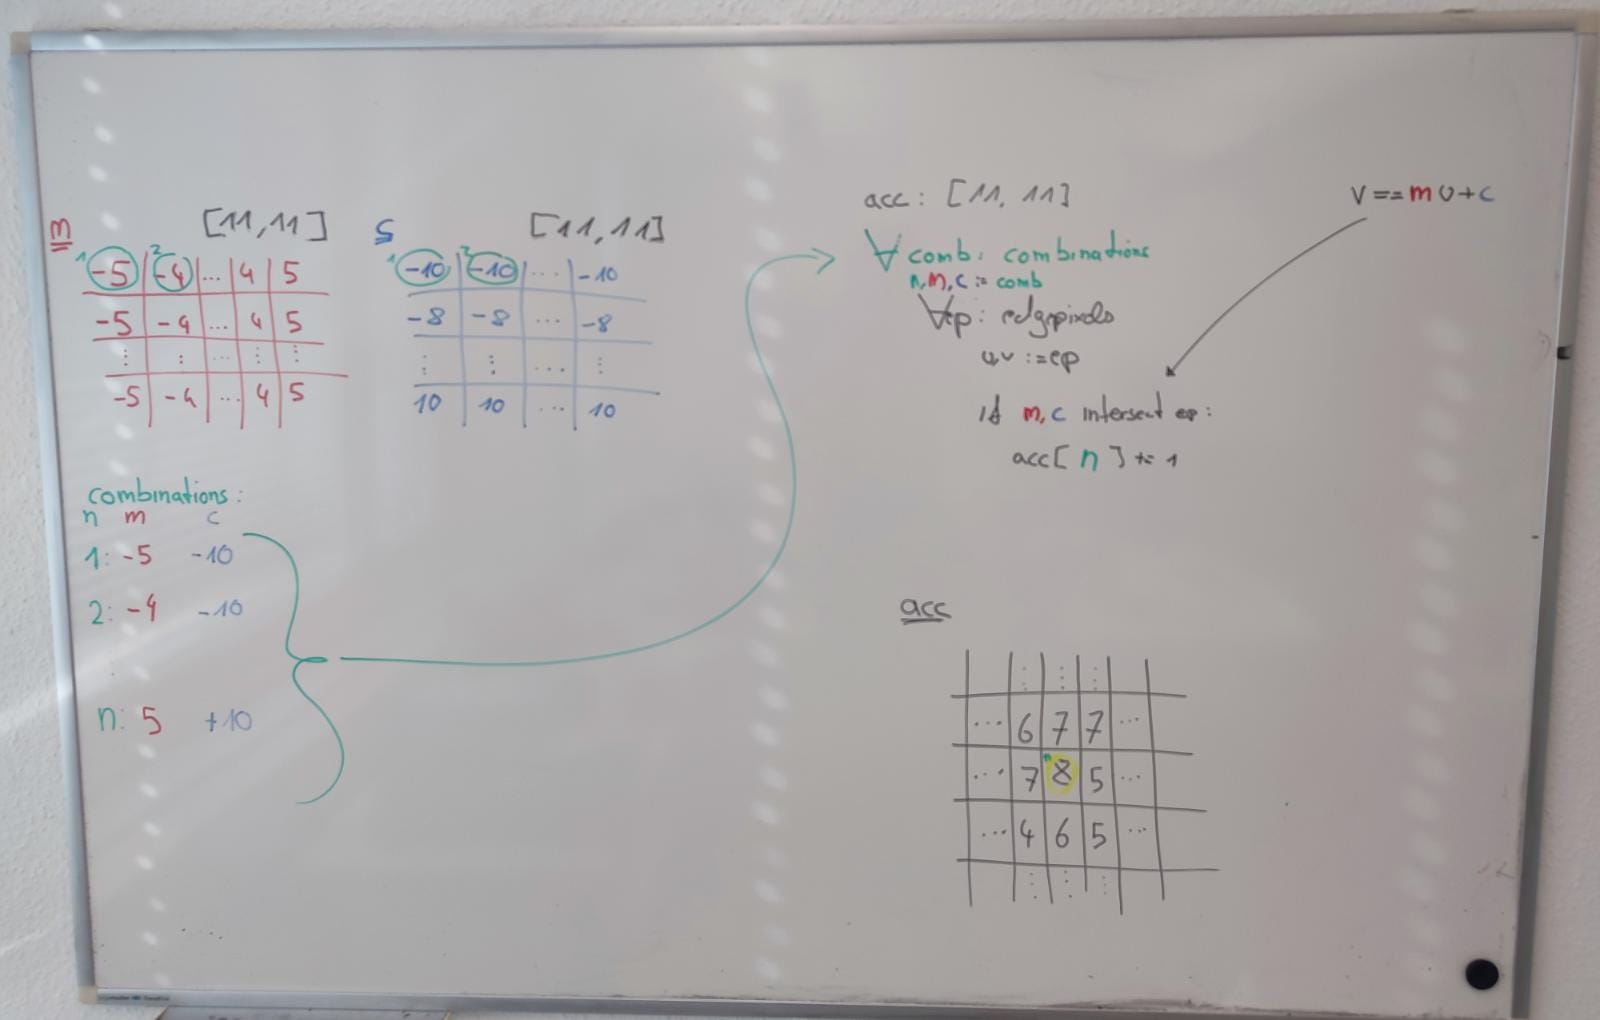 m [11,11]
1 -5 2 -4 ... 4 5
-5 -4 ... 4 5
⋮ ⋮ ... ⋮ ⋮
-5 -4 ... 4 5
c [11,11]
1 -10 2 -10 ... -10
-8 -8 ... -8
⋮ ⋮ ... ⋮
10 10 ... 10
combinations:
n m c
1: -5 -10
2: -4 -10
⋮
n: 5 +10
acc: [11, 11]
∀ comb: combinations
n, m, c := comb
∀ep: edgepixels
u,v := ep
if m, c intersect ep:
acc[ n ] += 1
v == m u + c
acc
⋮ ⋮ ⋮
... 6 7 7 ...
... 7 n 8 5 ...
... 4 6 5 ...
⋮ ⋮ ⋮